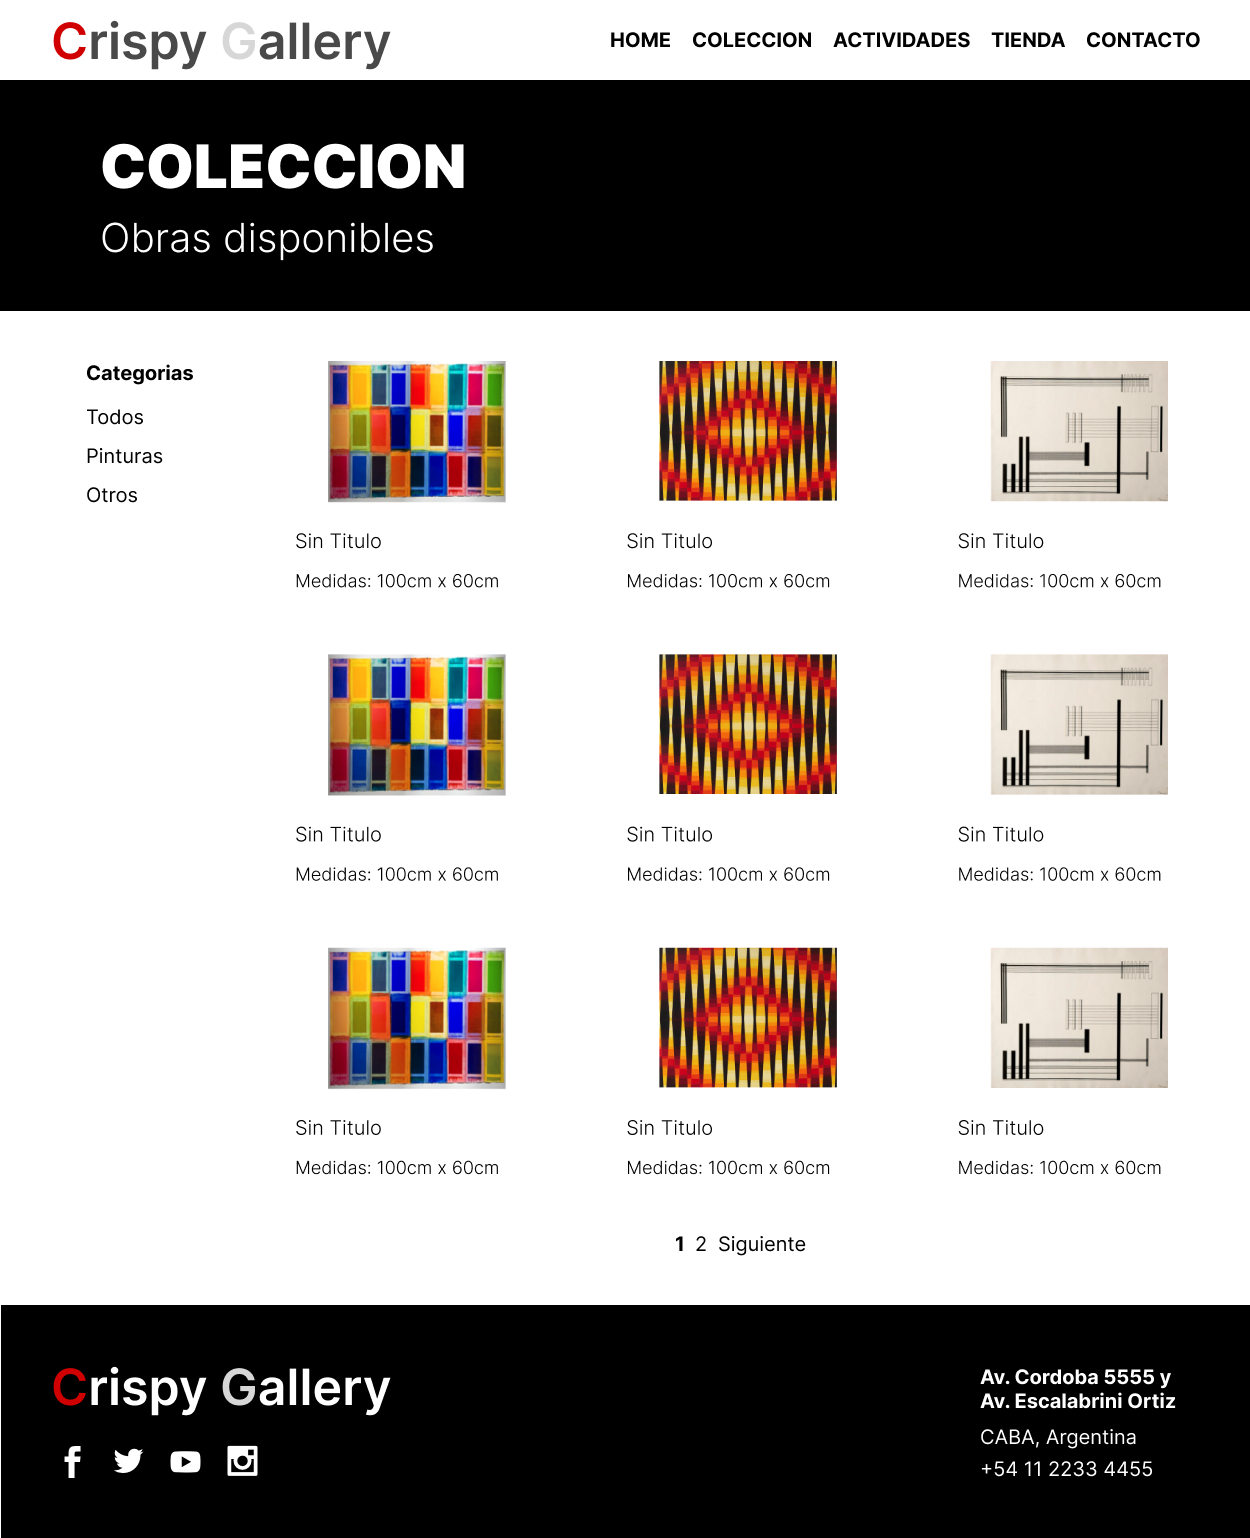 Crispy Gallery
HOME COLECCION ACTIVIDADES TIENDA CONTACTO
COLECCION
Obras disponibles
Categorias
Todos
Pinturas
Otros
Sin Titulo
Medidas: 100cm x 60cm
Sin Titulo
Medidas: 100cm x 60cm
Sin Titulo
Medidas: 100cm x 60cm
Sin Titulo
Medidas: 100cm x 60cm
Sin Titulo
Medidas: 100cm x 60cm
Sin Titulo
Medidas: 100cm x 60cm
Sin Titulo
Medidas: 100cm x 60cm
Sin Titulo
Medidas: 100cm x 60cm
Sin Titulo
Medidas: 100cm x 60cm
1 2 Siguiente
Crispy Gallery
Av. Cordoba 5555 y
Av. Escalabrini Ortiz
CABA, Argentina
+54 11 2233 4455